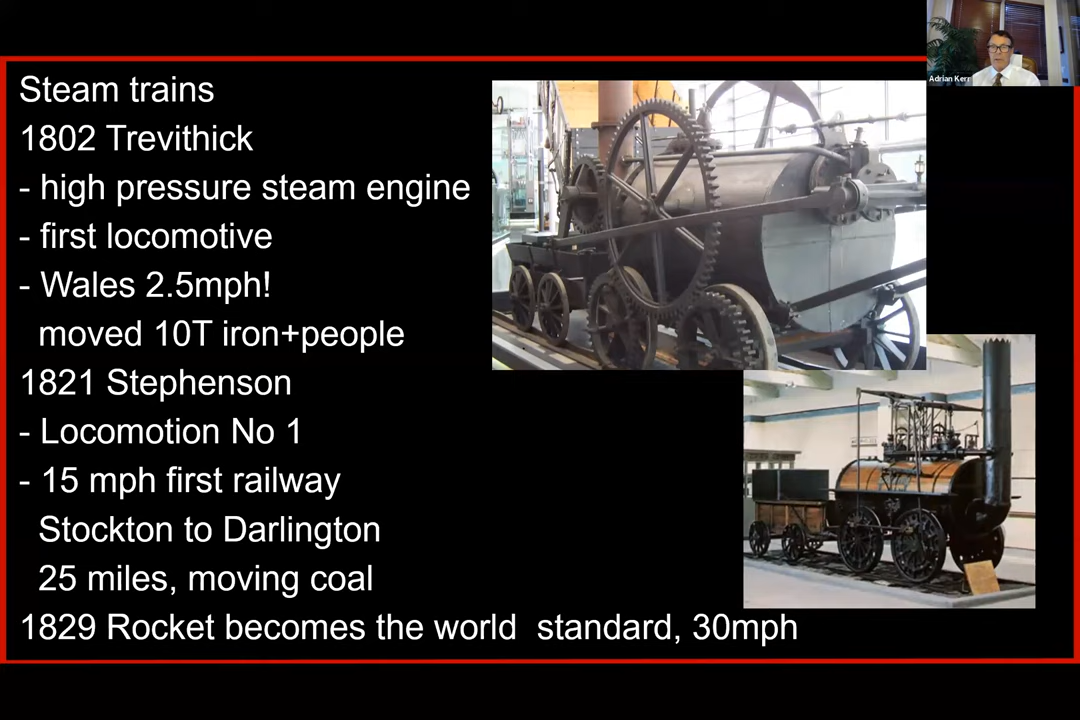 Adrian Kerr
Steam trains
1802 Trevithick
- high pressure steam engine
- first locomotive
- Wales 2.5mph!
moved 10T iron+people
1821 Stephenson
- Locomotion No 1
- 15 mph first railway
Stockton to Darlington
25 miles, moving coal
1829 Rocket becomes the world  standard, 30mph